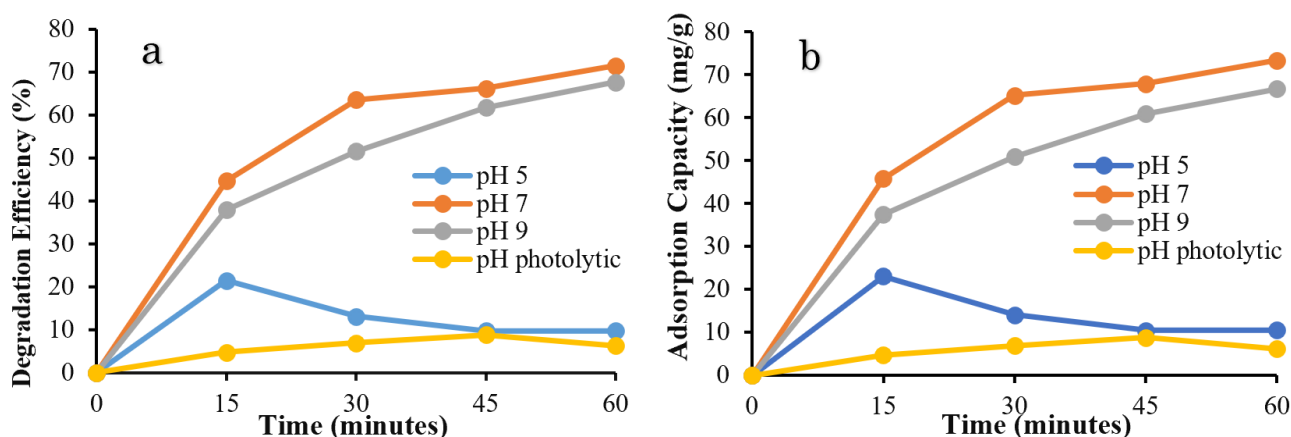 a
Degradation Efficiency (%)
80
70
60
50
40
30
20
10
0
pH 5
pH 7
pH 9
pH photolytic
0 15 30 45 60
Time (minutes)
b
Adsorption Capacity (mg/g)
80
70
60
50
40
30
20
10
0
pH 5
pH 7
pH 9
pH photolytic
0 15 30 45 60
Time (minutes)